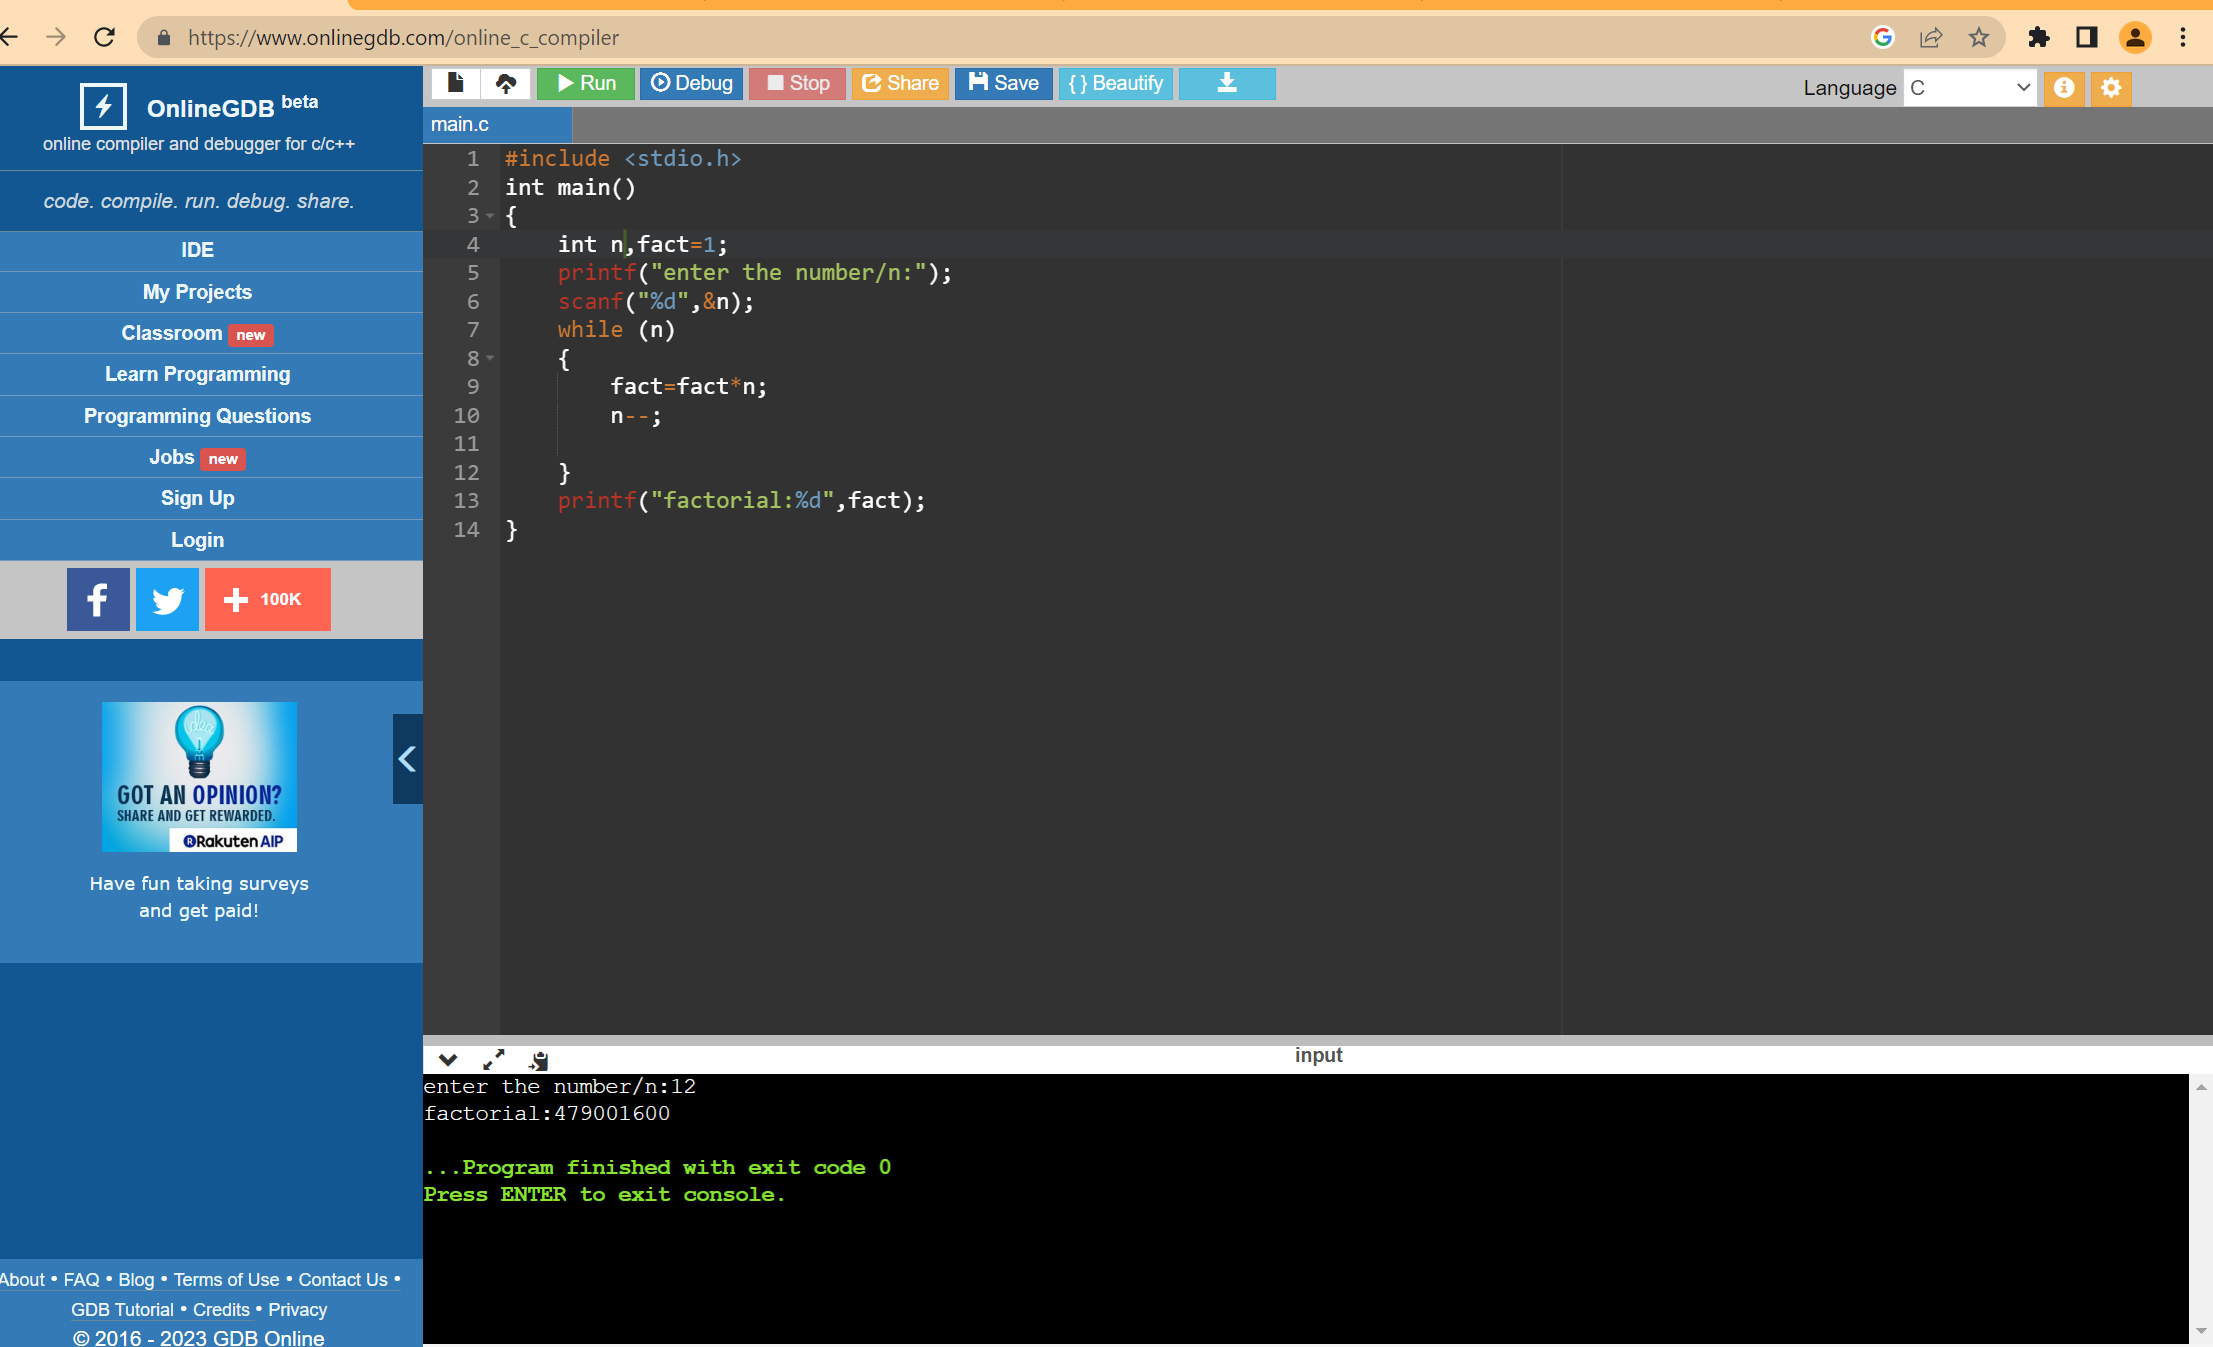 https://www.onlinegdb.com/online_c_compiler
OnlineGDB beta
online compiler and debugger for c/c++
code. compile. run. debug. share.
IDE
My Projects
Classroom new
Learn Programming
Programming Questions
Jobs new
Sign Up
Login
f
100K
idea
GOT AN OPINION?
SHARE AND GET REWARDED.
Rakuten AIP
Have fun taking surveys
and get paid!
About • FAQ • Blog • Terms of Use • Contact Us •
GDB Tutorial • Credits • Privacy
© 2016 - 2023 GDB Online
Run Debug Stop Share Save { } Beautify
Language C
main.c
1 #include <stdio.h>
2 int main()
3 {
4     int n,fact=1;
5     printf("enter the number/n:");
6     scanf("%d",&n);
7     while (n)
8     {
9         fact=fact*n;
10         n--;
11
12     }
13     printf("factorial:%d",fact);
14 }
input
enter the number/n:12
factorial:479001600
...Program finished with exit code 0
Press ENTER to exit console.